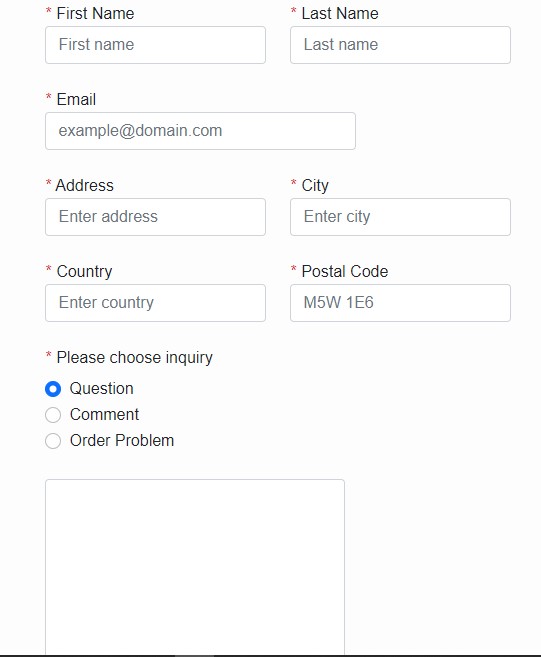 * First Name
* Last Name
First name
Last name
* Email
example@domain.com
* Address
* City
Enter address
Enter city
* Country
* Postal Code
Enter country
M5W 1E6
* Please choose inquiry
Question
Comment
Order Problem